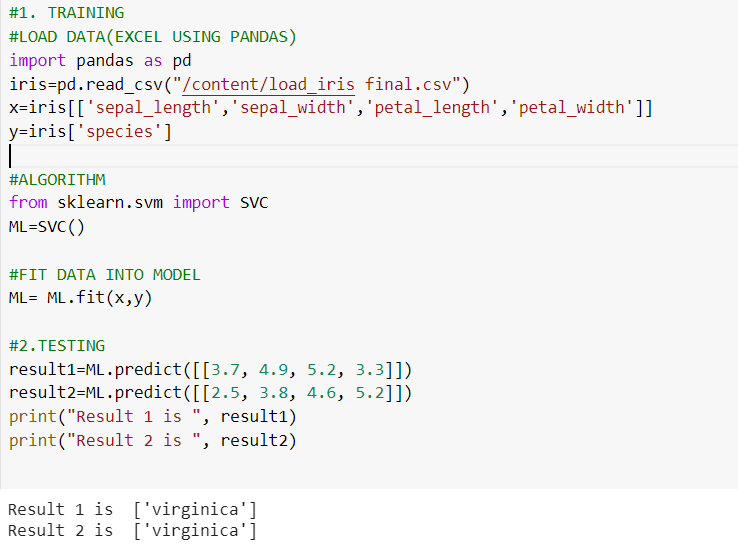 #1. TRAINING
#LOAD DATA(EXCEL USING PANDAS)
import pandas as pd
iris=pd.read_csv("/content/load_iris final.csv")
x=iris[['sepal_length','sepal_width','petal_length','petal_width']]
y=iris['species']
#ALGORITHM
from sklearn.svm import SVC
ML=SVC()
#FIT DATA INTO MODEL
ML= ML.fit(x,y)
#2.TESTING
result1=ML.predict([[3.7, 4.9, 5.2, 3.3]])
result2=ML.predict([[2.5, 3.8, 4.6, 5.2]])
print("Result 1 is ", result1)
print("Result 2 is ", result2)
Result 1 is  ['virginica']
Result 2 is  ['virginica']